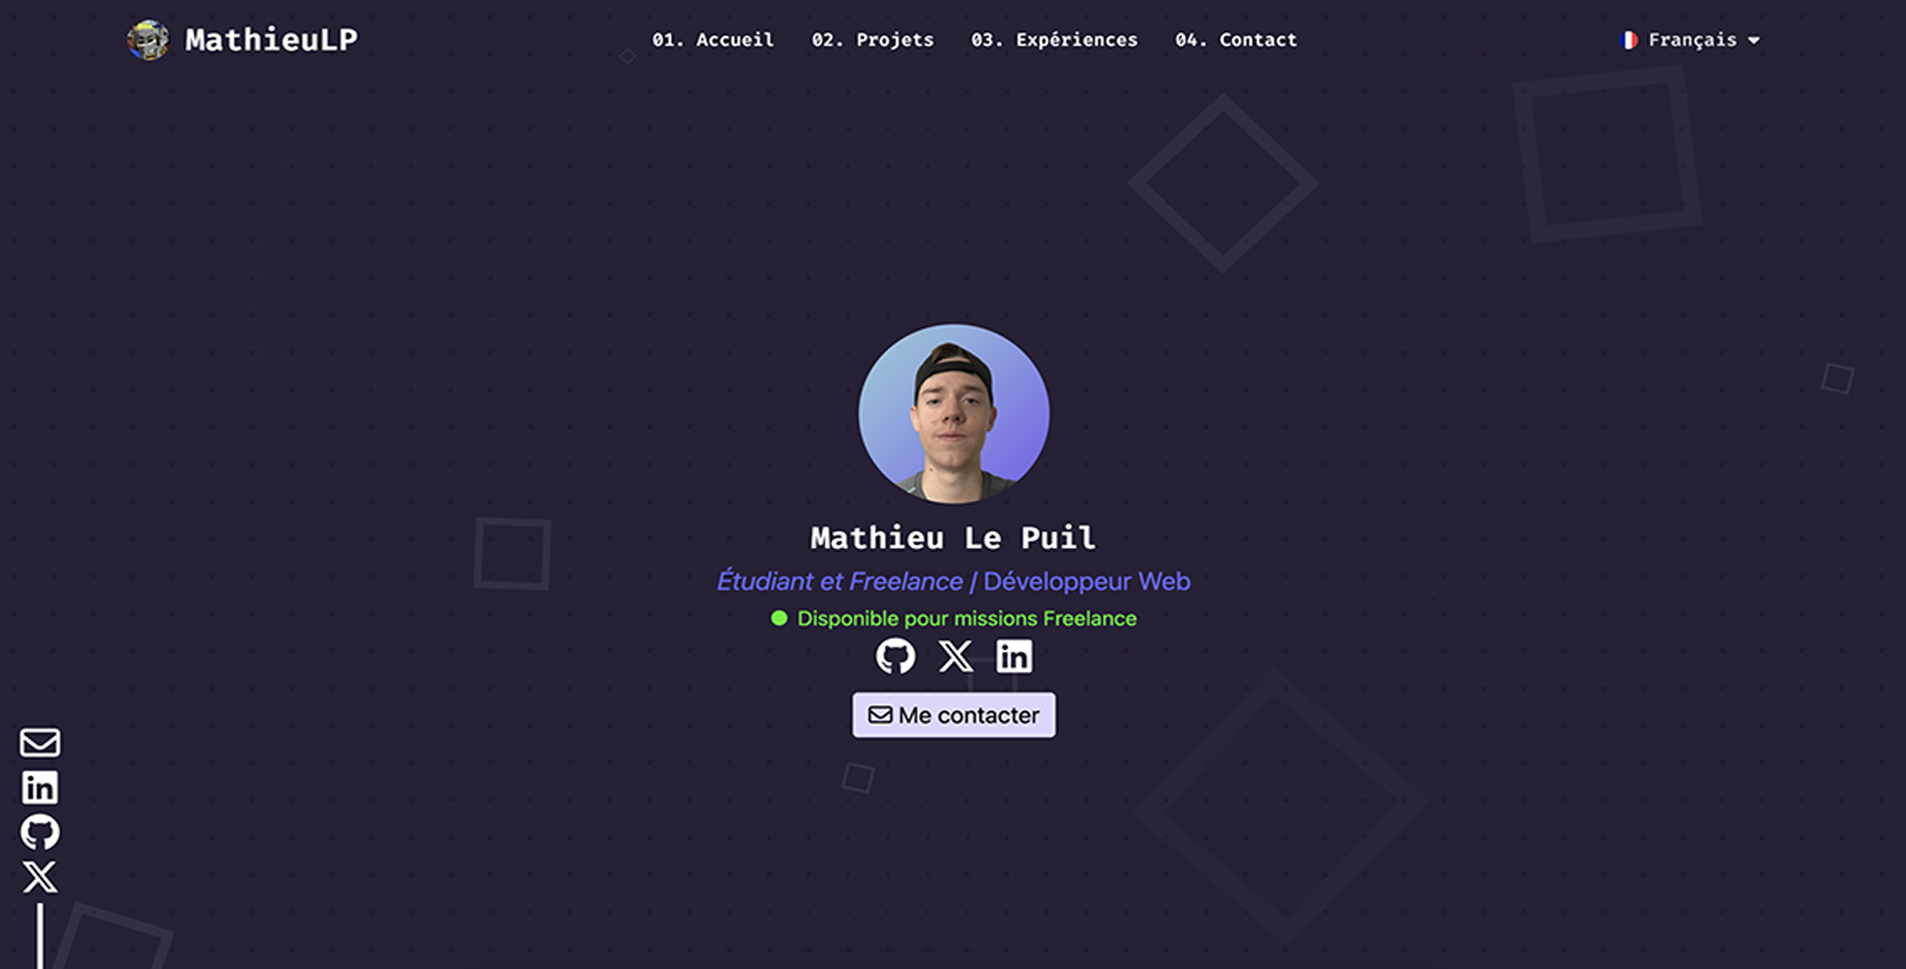 MathieuLP
01. Accueil
02. Projets
03. Expériences
04. Contact
Français
Mathieu Le Puil
Étudiant et Freelance / Développeur Web
Disponible pour missions Freelance
Me contacter